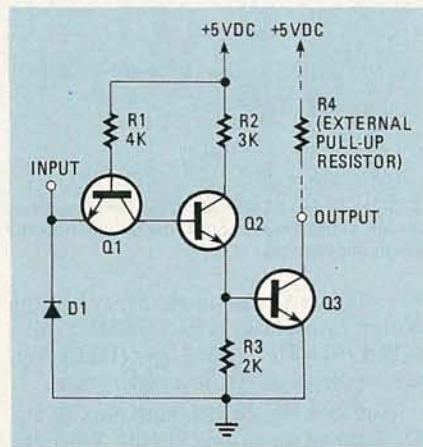 +5VDC +5VDC
R1
4K
R2
3K
R4
(EXTERNAL
PULL-UP
RESISTOR)
INPUT
OUTPUT
Q1
Q2
D1
Q3
R3
2K